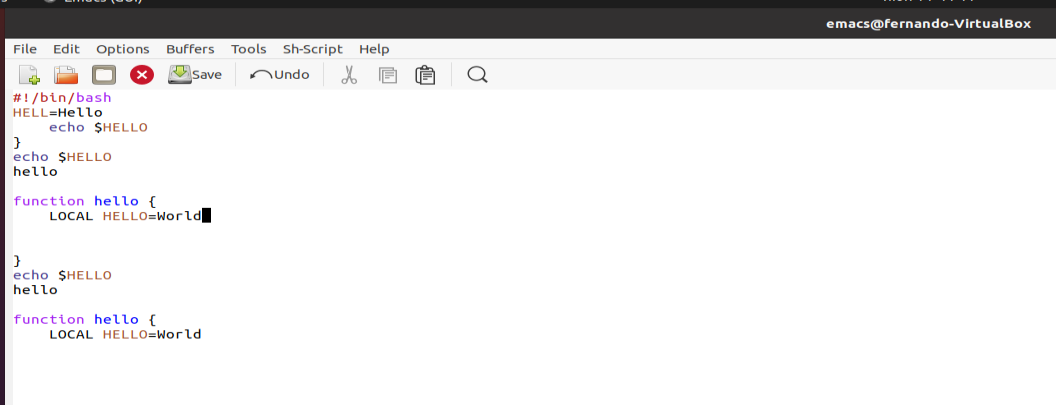 emacs@fernando-VirtualBox
File Edit Options Buffers Tools Sh-Script Help
Save Undo
#!/bin/bash
HELL=Hello
    echo $HELLO
}
echo $HELLO
hello
function hello {
    LOCAL HELLO=World
}
echo $HELLO
hello
function hello {
    LOCAL HELLO=World